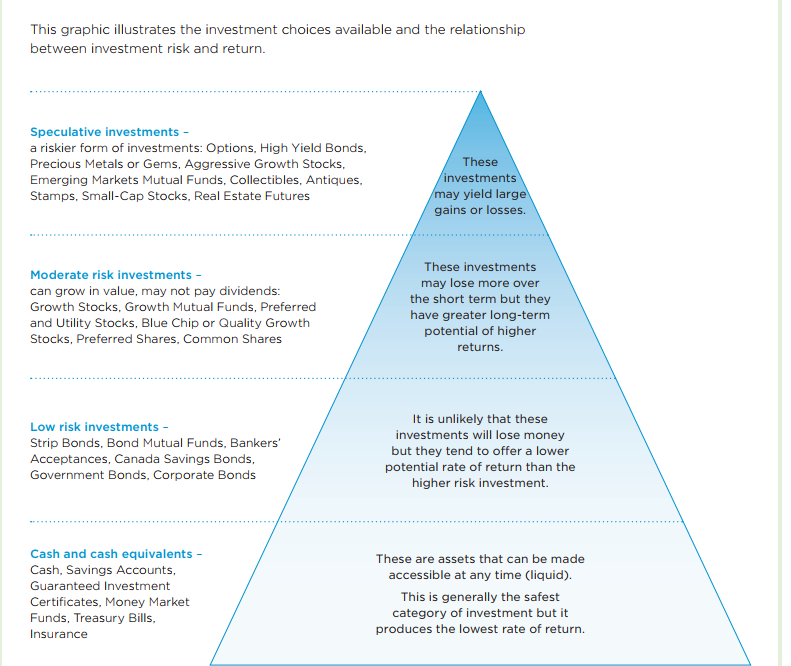 This graphic illustrates the investment choices available and the relationship
between investment risk and return.
Speculative investments –
a riskier form of investments: Options, High Yield Bonds,
Precious Metals or Gems, Aggressive Growth Stocks,
Emerging Markets Mutual Funds, Collectibles, Antiques,
Stamps, Small-Cap Stocks, Real Estate Futures
These
investments
may yield large
gains or losses.
Moderate risk investments –
can grow in value, may not pay dividends:
Growth Stocks, Growth Mutual Funds, Preferred
and Utility Stocks, Blue Chip or Quality Growth
Stocks, Preferred Shares, Common Shares
These investments
may lose more over
the short term but they
have greater long-term
potential of higher
returns.
Low risk investments –
Strip Bonds, Bond Mutual Funds, Bankers’
Acceptances, Canada Savings Bonds,
Government Bonds, Corporate Bonds
It is unlikely that these
investments will lose money
but they tend to offer a lower
potential rate of return than the
higher risk investment.
Cash and cash equivalents –
Cash, Savings Accounts,
Guaranteed Investment
Certificates, Money Market
Funds, Treasury Bills,
Insurance
These are assets that can be made
accessible at any time (liquid).
This is generally the safest
category of investment but it
produces the lowest rate of return.